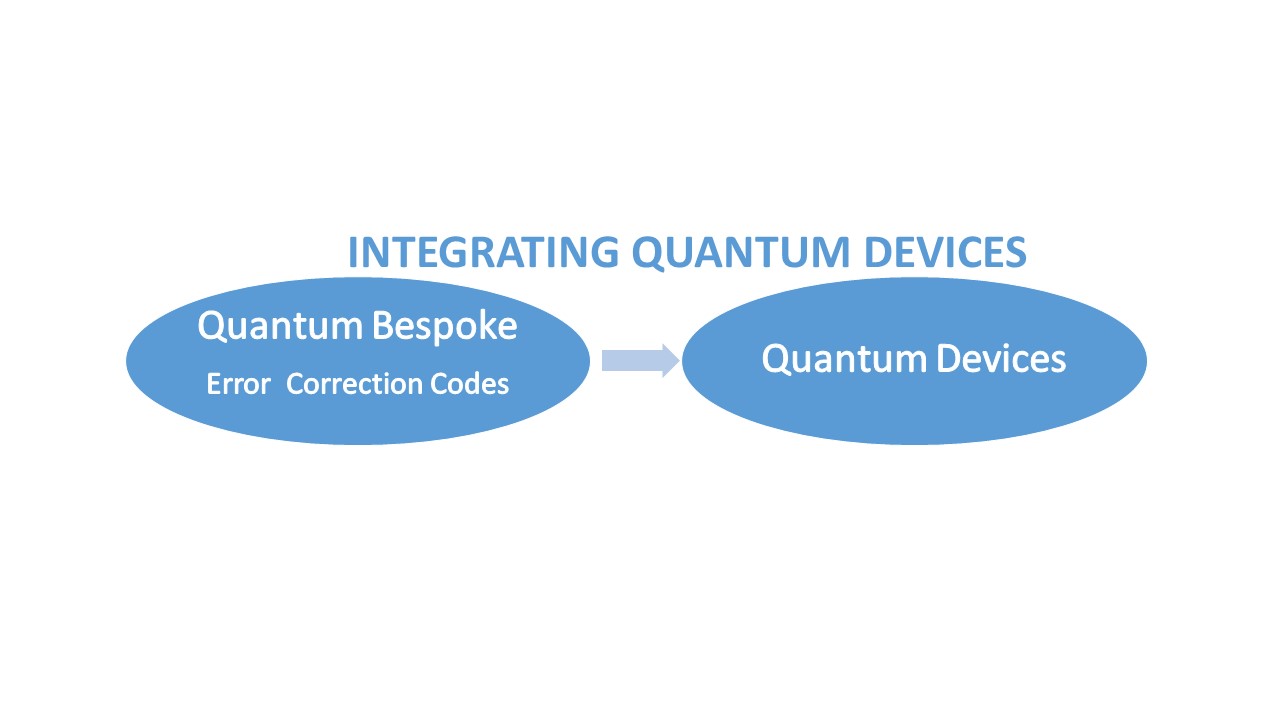 INTEGRATING QUANTUM DEVICES
Quantum Bespoke
Error  Correction Codes
Quantum Devices